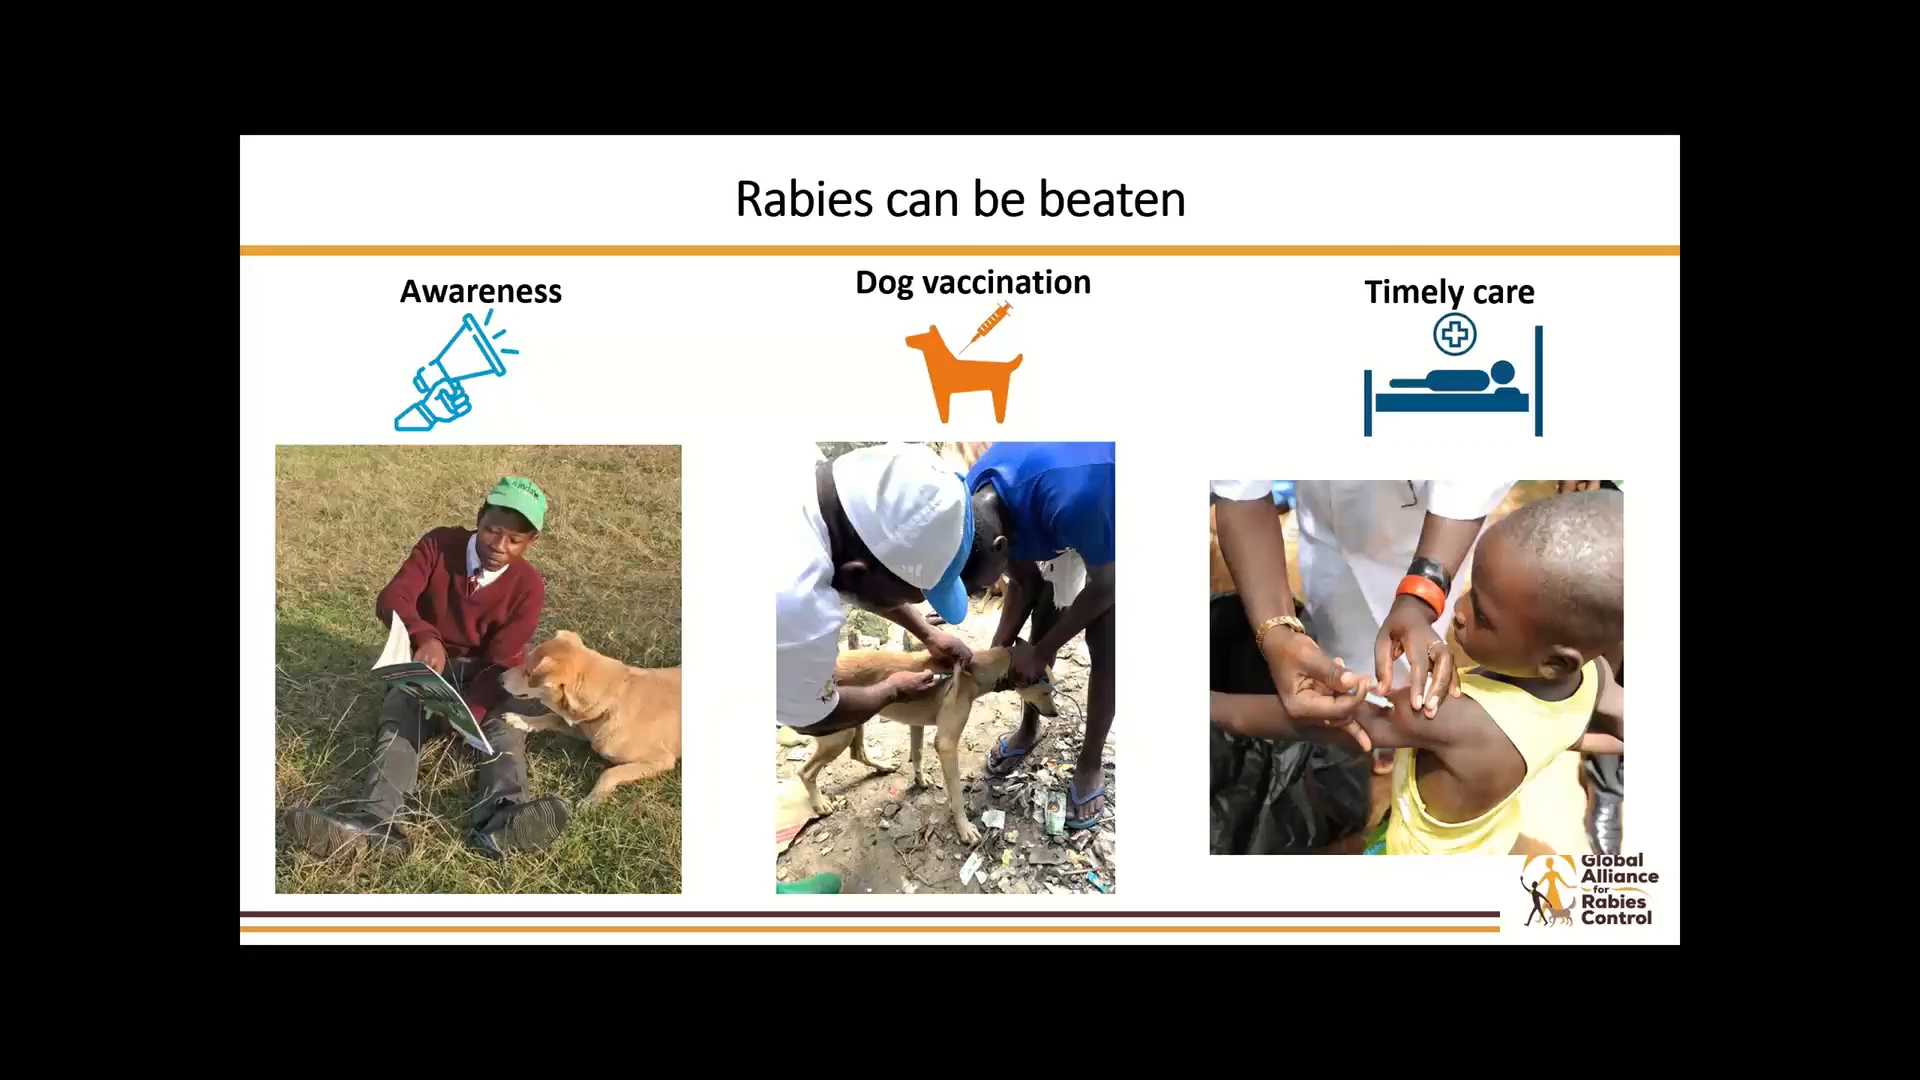 Rabies can be beaten
Awareness
Dog vaccination
Timely care
Global
Alliance
for
Rabies
Control